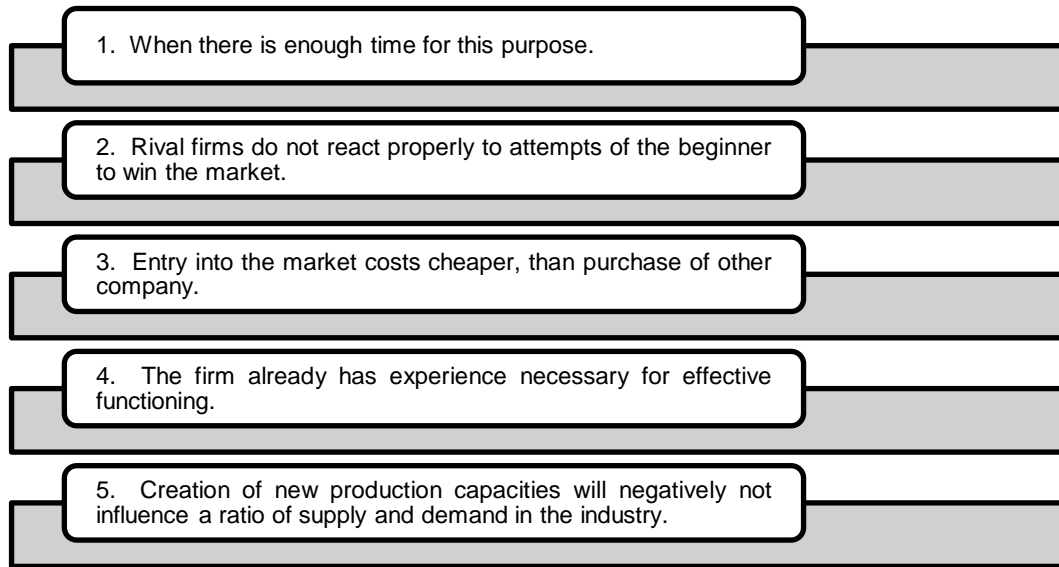 1. When there is enough time for this purpose.
2. Rival firms do not react properly to attempts of the beginner
to win the market.
3. Entry into the market costs cheaper, than purchase of other
company.
4. The firm already has experience necessary for effective
functioning.
5. Creation of new production capacities will negatively not
influence a ratio of supply and demand in the industry.